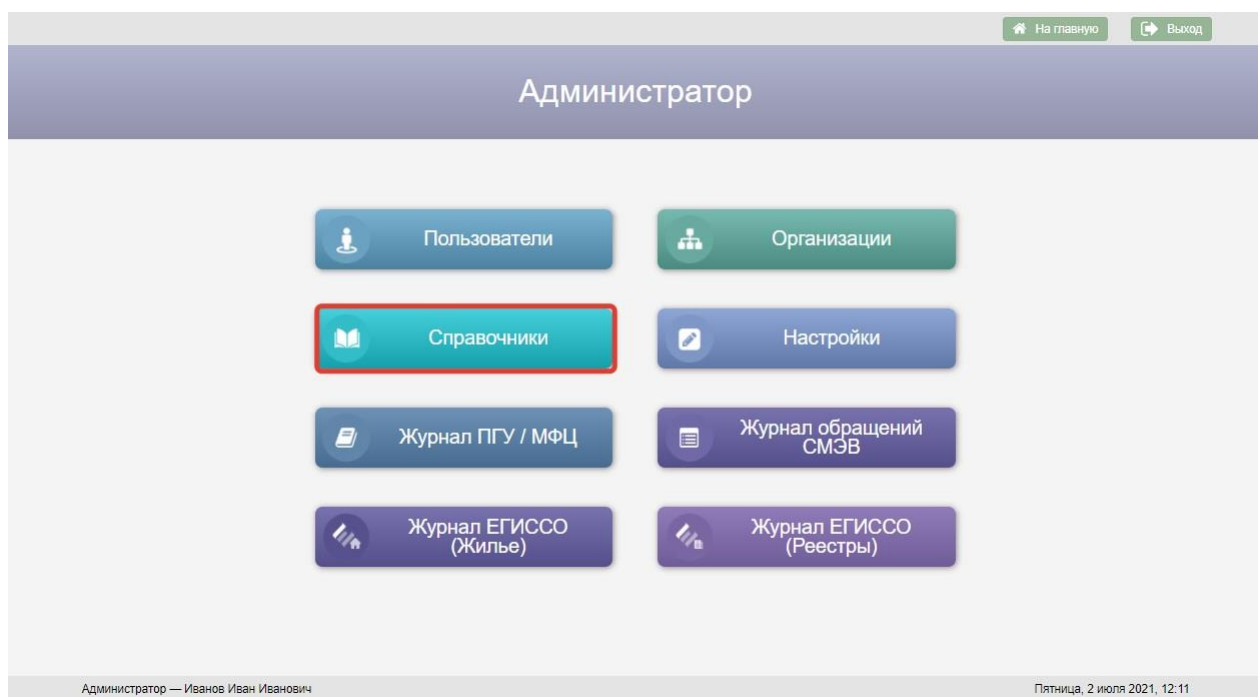 На главную
Выход
Администратор
Пользователи
Организации
Справочники
Настройки
Журнал ПГУ / МФЦ
Журнал обращений
СМЭВ
Журнал ЕГИССО
(Жилье)
Журнал ЕГИССО
(Реестры)
Администратор — Иванов Иван Иванович
Пятница, 2 июля 2021, 12:11